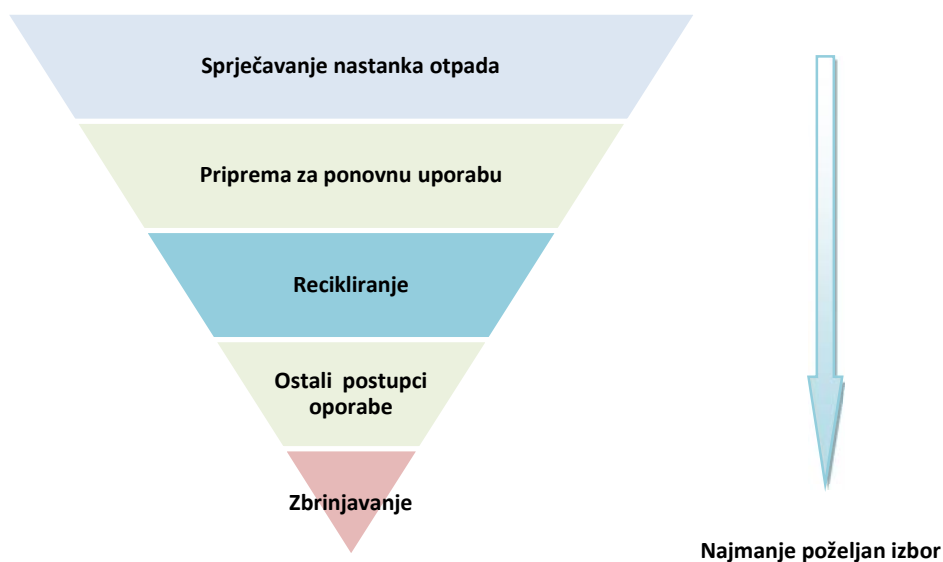 Sprječavanje nastanka otpada
Priprema za ponovnu uporabu
Recikliranje
Ostali postupci
oporabe
Zbrinjavanje
Najmanje poželjan izbor